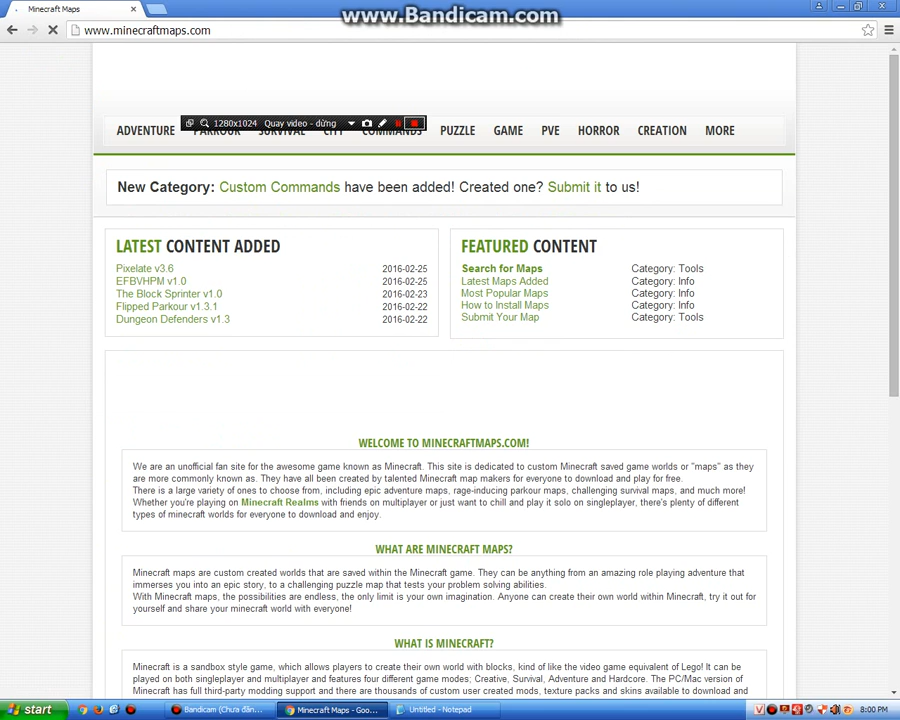 Minecraft Maps
www.Bandicam.com
www.minecraftmaps.com
1280x1024 Quay video - dừng
ADVENTURE PARKOUR SURVIVAL CITY COMMANDS PUZZLE GAME PVE HORROR CREATION MORE
New Category: Custom Commands have been added! Created one? Submit it to us!
LATEST CONTENT ADDED
Pixelate v3.6 2016-02-25
EFBVHPM v1.0 2016-02-25
The Block Sprinter v1.0 2016-02-23
Flipped Parkour v1.3.1 2016-02-22
Dungeon Defenders v1.3 2016-02-22
FEATURED CONTENT
Search for Maps Category: Tools
Latest Maps Added Category: Info
Most Popular Maps Category: Info
How to Install Maps Category: Info
Submit Your Map Category: Tools
WELCOME TO MINECRAFTMAPS.COM!
We are an unofficial fan site for the awesome game known as Minecraft. This site is dedicated to custom Minecraft saved game worlds or "maps" as they
are more commonly known as. They have all been created by talented Minecraft map makers for everyone to download and play for free.
There is a large variety of ones to choose from, including epic adventure maps, rage-inducing parkour maps, challenging survival maps, and much more!
Whether you're playing on Minecraft Realms with friends on multiplayer or just want to chill and play it solo on singleplayer, there's plenty of different
types of minecraft worlds for everyone to download and enjoy.
WHAT ARE MINECRAFT MAPS?
Minecraft maps are custom created worlds that are saved within the Minecraft game. They can be anything from an amazing role playing adventure that
immerses you into an epic story, to a challenging puzzle map that tests your problem solving abilities.
With Minecraft maps, the possibilities are endless, the only limit is your own imagination. Anyone can create their own world within Minecraft, try it out for
yourself and share your minecraft world with everyone!
WHAT IS MINECRAFT?
Minecraft is a sandbox style game, which allows players to create their own world with blocks, kind of like the video game equivalent of Lego! It can be
played on both singleplayer and multiplayer and features four different game modes; Creative, Survival, Adventure and Hardcore. The PC/Mac version of
Minecraft has full third-party modding support and there are thousands of custom user created mods, texture packs and skins available to download and
start Bandicam (Chưa đăn... Minecraft Maps - Goo... Untitled - Notepad 8:00 PM